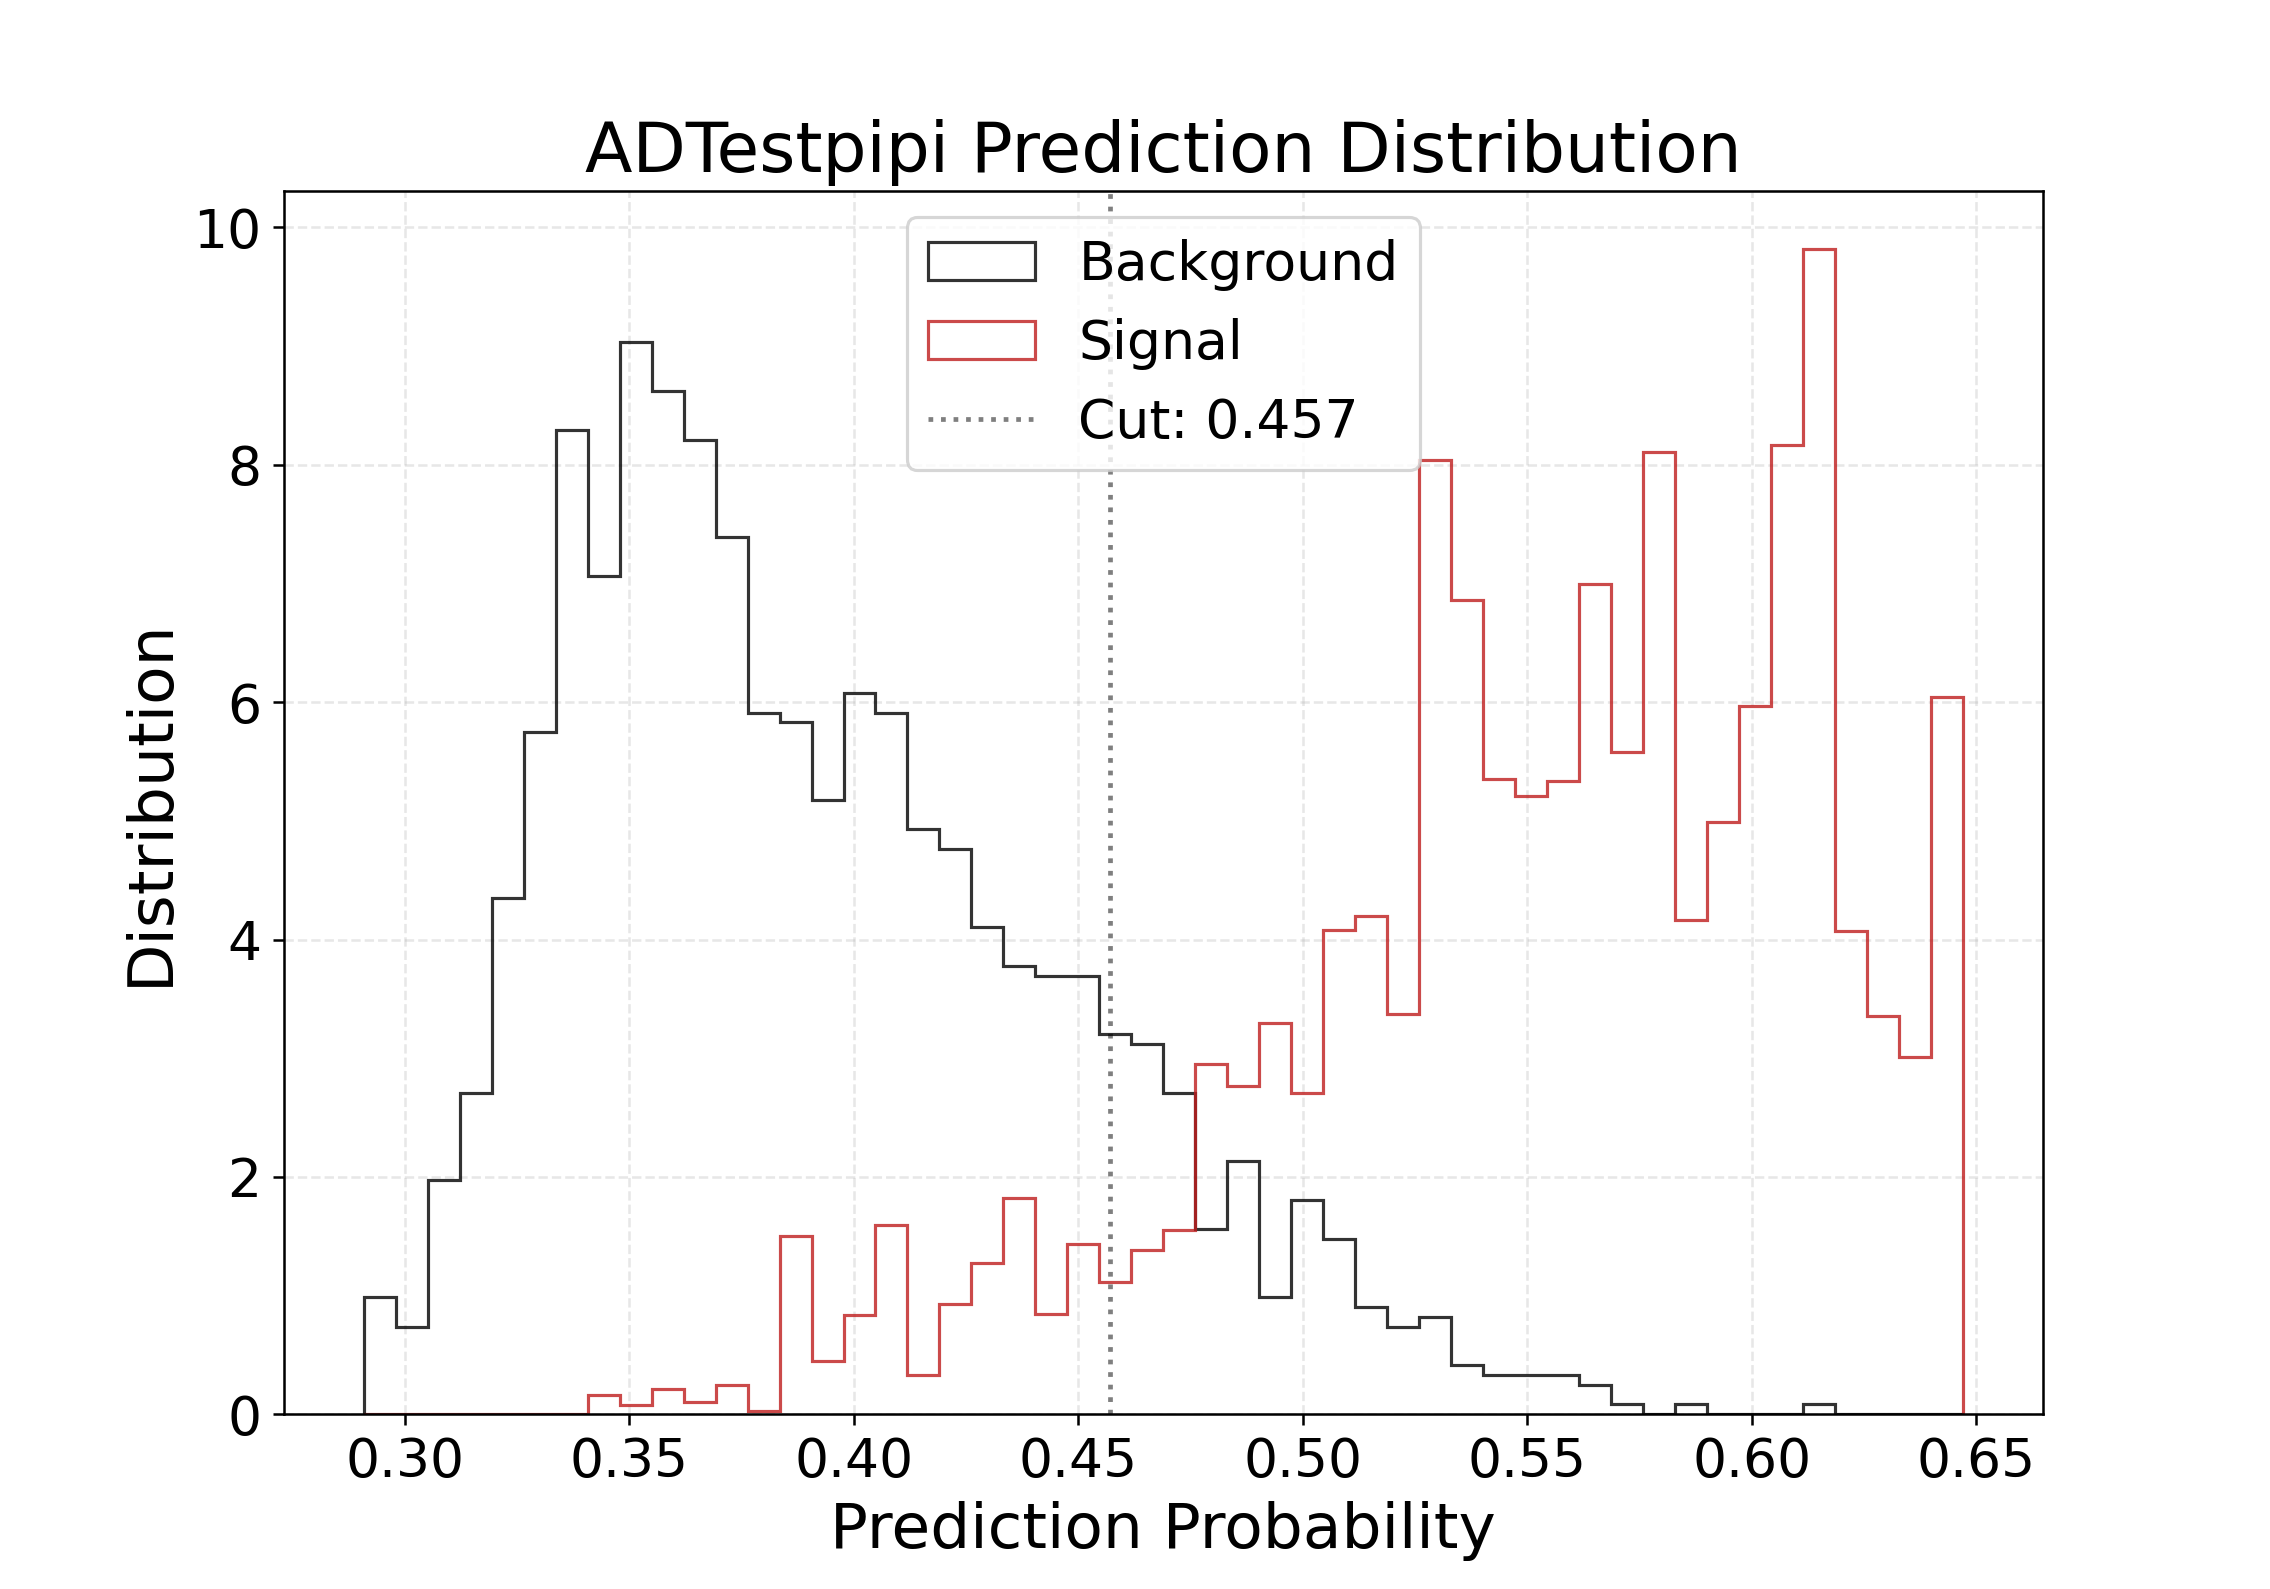 ADTestpipi Prediction Distribution
Background
Signal
Cut: 0.457
10
8
6
4
2
0
Distribution
0.30 0.35 0.40 0.45 0.50 0.55 0.60 0.65
Prediction Probability